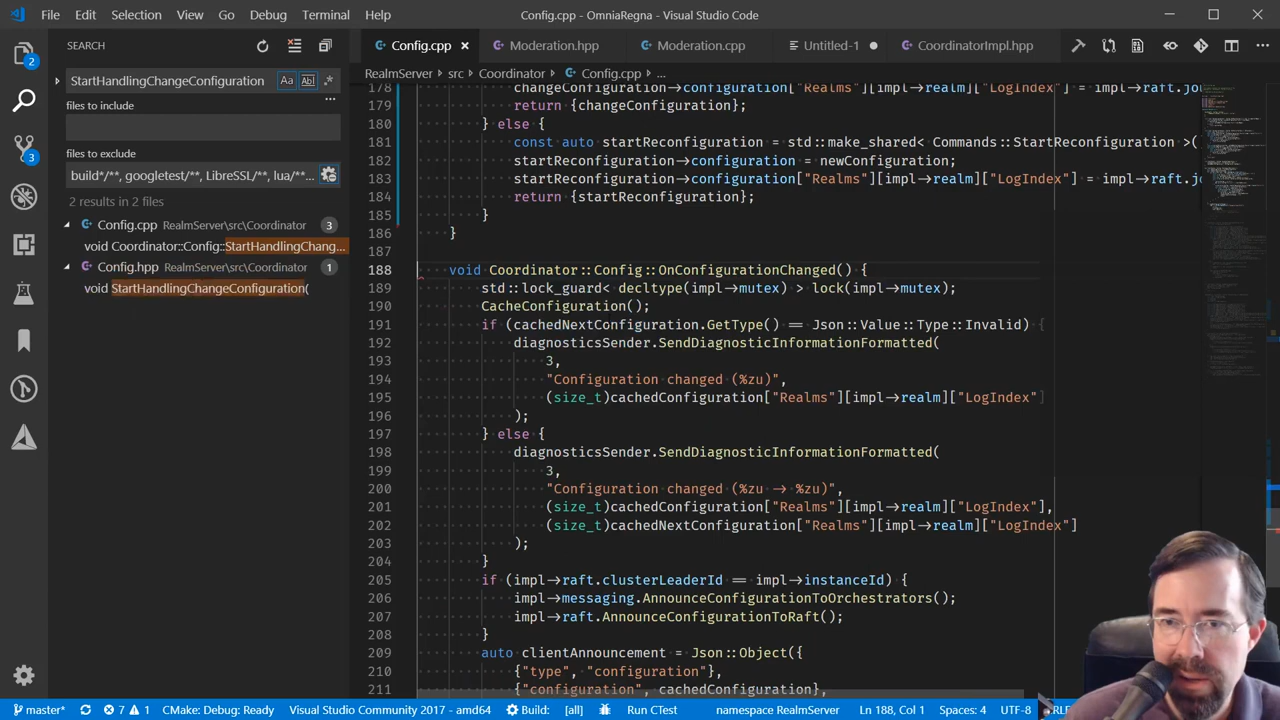 File Edit Selection View Go Debug Terminal Help Config.cpp - OmniaRegna - Visual Studio Code
SEARCH
Config.cpp Moderation.hpp Moderation.cpp Untitled-1 CoordinatorImpl.hpp
StartHandlingChangeConfiguration Aa Abl .*
RealmServer > src > Coordinator > Config.cpp > ...
files to include
files to exclude
build*/**, googletest/**, LibreSSL/**, lua/**...
2 results in 2 files
Config.cpp RealmServer\src\Coordinator 3
void Coordinator::Config::StartHandlingChang...
Config.hpp RealmServer\src\Coordinator 1
void StartHandlingChangeConfiguration(
2
3
178 changeConfiguration->configuration["Realms"][impl->realm]["LogIndex"] = impl->raft.jou
179 return {changeConfiguration};
180 } else {
181 const auto startReconfiguration = std::make_shared< Commands::StartReconfiguration >(
182 startReconfiguration->configuration = newConfiguration;
183 startReconfiguration->configuration["Realms"][impl->realm]["LogIndex"] = impl->raft.jo
184 return {startReconfiguration};
185 }
186 }
187
188 void Coordinator::Config::OnConfigurationChanged() {
189 std::lock_guard< decltype(impl->mutex) > lock(impl->mutex);
190 CacheConfiguration();
191 if (cachedNextConfiguration.GetType() == Json::Value::Type::Invalid) {
192 diagnosticsSender.SendDiagnosticInformationFormatted(
193 3,
194 "Configuration changed (%zu)",
195 (size_t)cachedConfiguration["Realms"][impl->realm]["LogIndex"]
196 );
197 } else {
198 diagnosticsSender.SendDiagnosticInformationFormatted(
199 3,
200 "Configuration changed (%zu -> %zu)",
201 (size_t)cachedConfiguration["Realms"][impl->realm]["LogIndex"],
202 (size_t)cachedNextConfiguration["Realms"][impl->realm]["LogIndex"]
203 );
204 }
205 if (impl->raft.clusterLeaderId == impl->instanceId) {
206 impl->messaging.AnnounceConfigurationToOrchestrators();
207 impl->raft.AnnounceConfigurationToRaft();
208 }
209 auto clientAnnouncement = Json::Object({
210 {"type", "configuration"},
211 {"configuration", cachedConfiguration},
master* 7 1 CMake: Debug: Ready Visual Studio Community 2017 - amd64 Build: [all] Run CTest namespace RealmServer Ln 188, Col 1 Spaces: 4 UTF-8